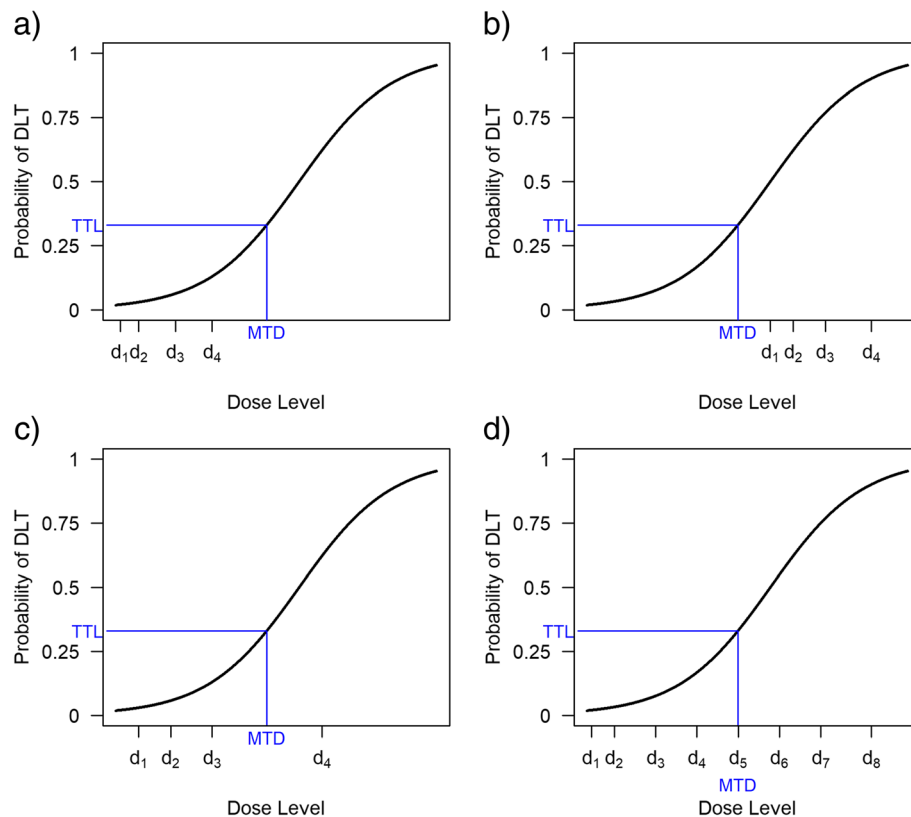 a)
1
0.75
0.5
TTL
0.25
0
Probability of DLT
MTD
d1 d2 d3 d4
Dose Level
b)
1
0.75
0.5
TTL
0.25
0
Probability of DLT
MTD
d1 d2 d3 d4
Dose Level
c)
1
0.75
0.5
TTL
0.25
0
Probability of DLT
MTD
d1 d2 d3 d4
Dose Level
d)
1
0.75
0.5
TTL
0.25
0
Probability of DLT
d1 d2 d3 d4 d5 d6 d7 d8
MTD
Dose Level